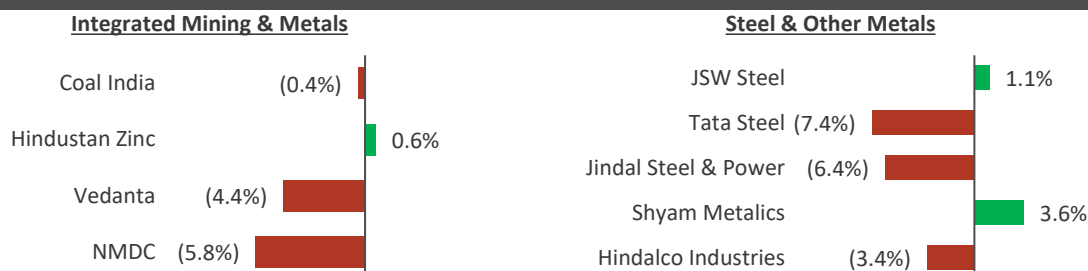 Integrated Mining & Metals
Coal India (0.4%)
Hindustan Zinc 0.6%
Vedanta (4.4%)
NMDC (5.8%)
Steel & Other Metals
JSW Steel 1.1%
Tata Steel (7.4%)
Jindal Steel & Power (6.4%)
Shyam Metalics 3.6%
Hindalco Industries (3.4%)